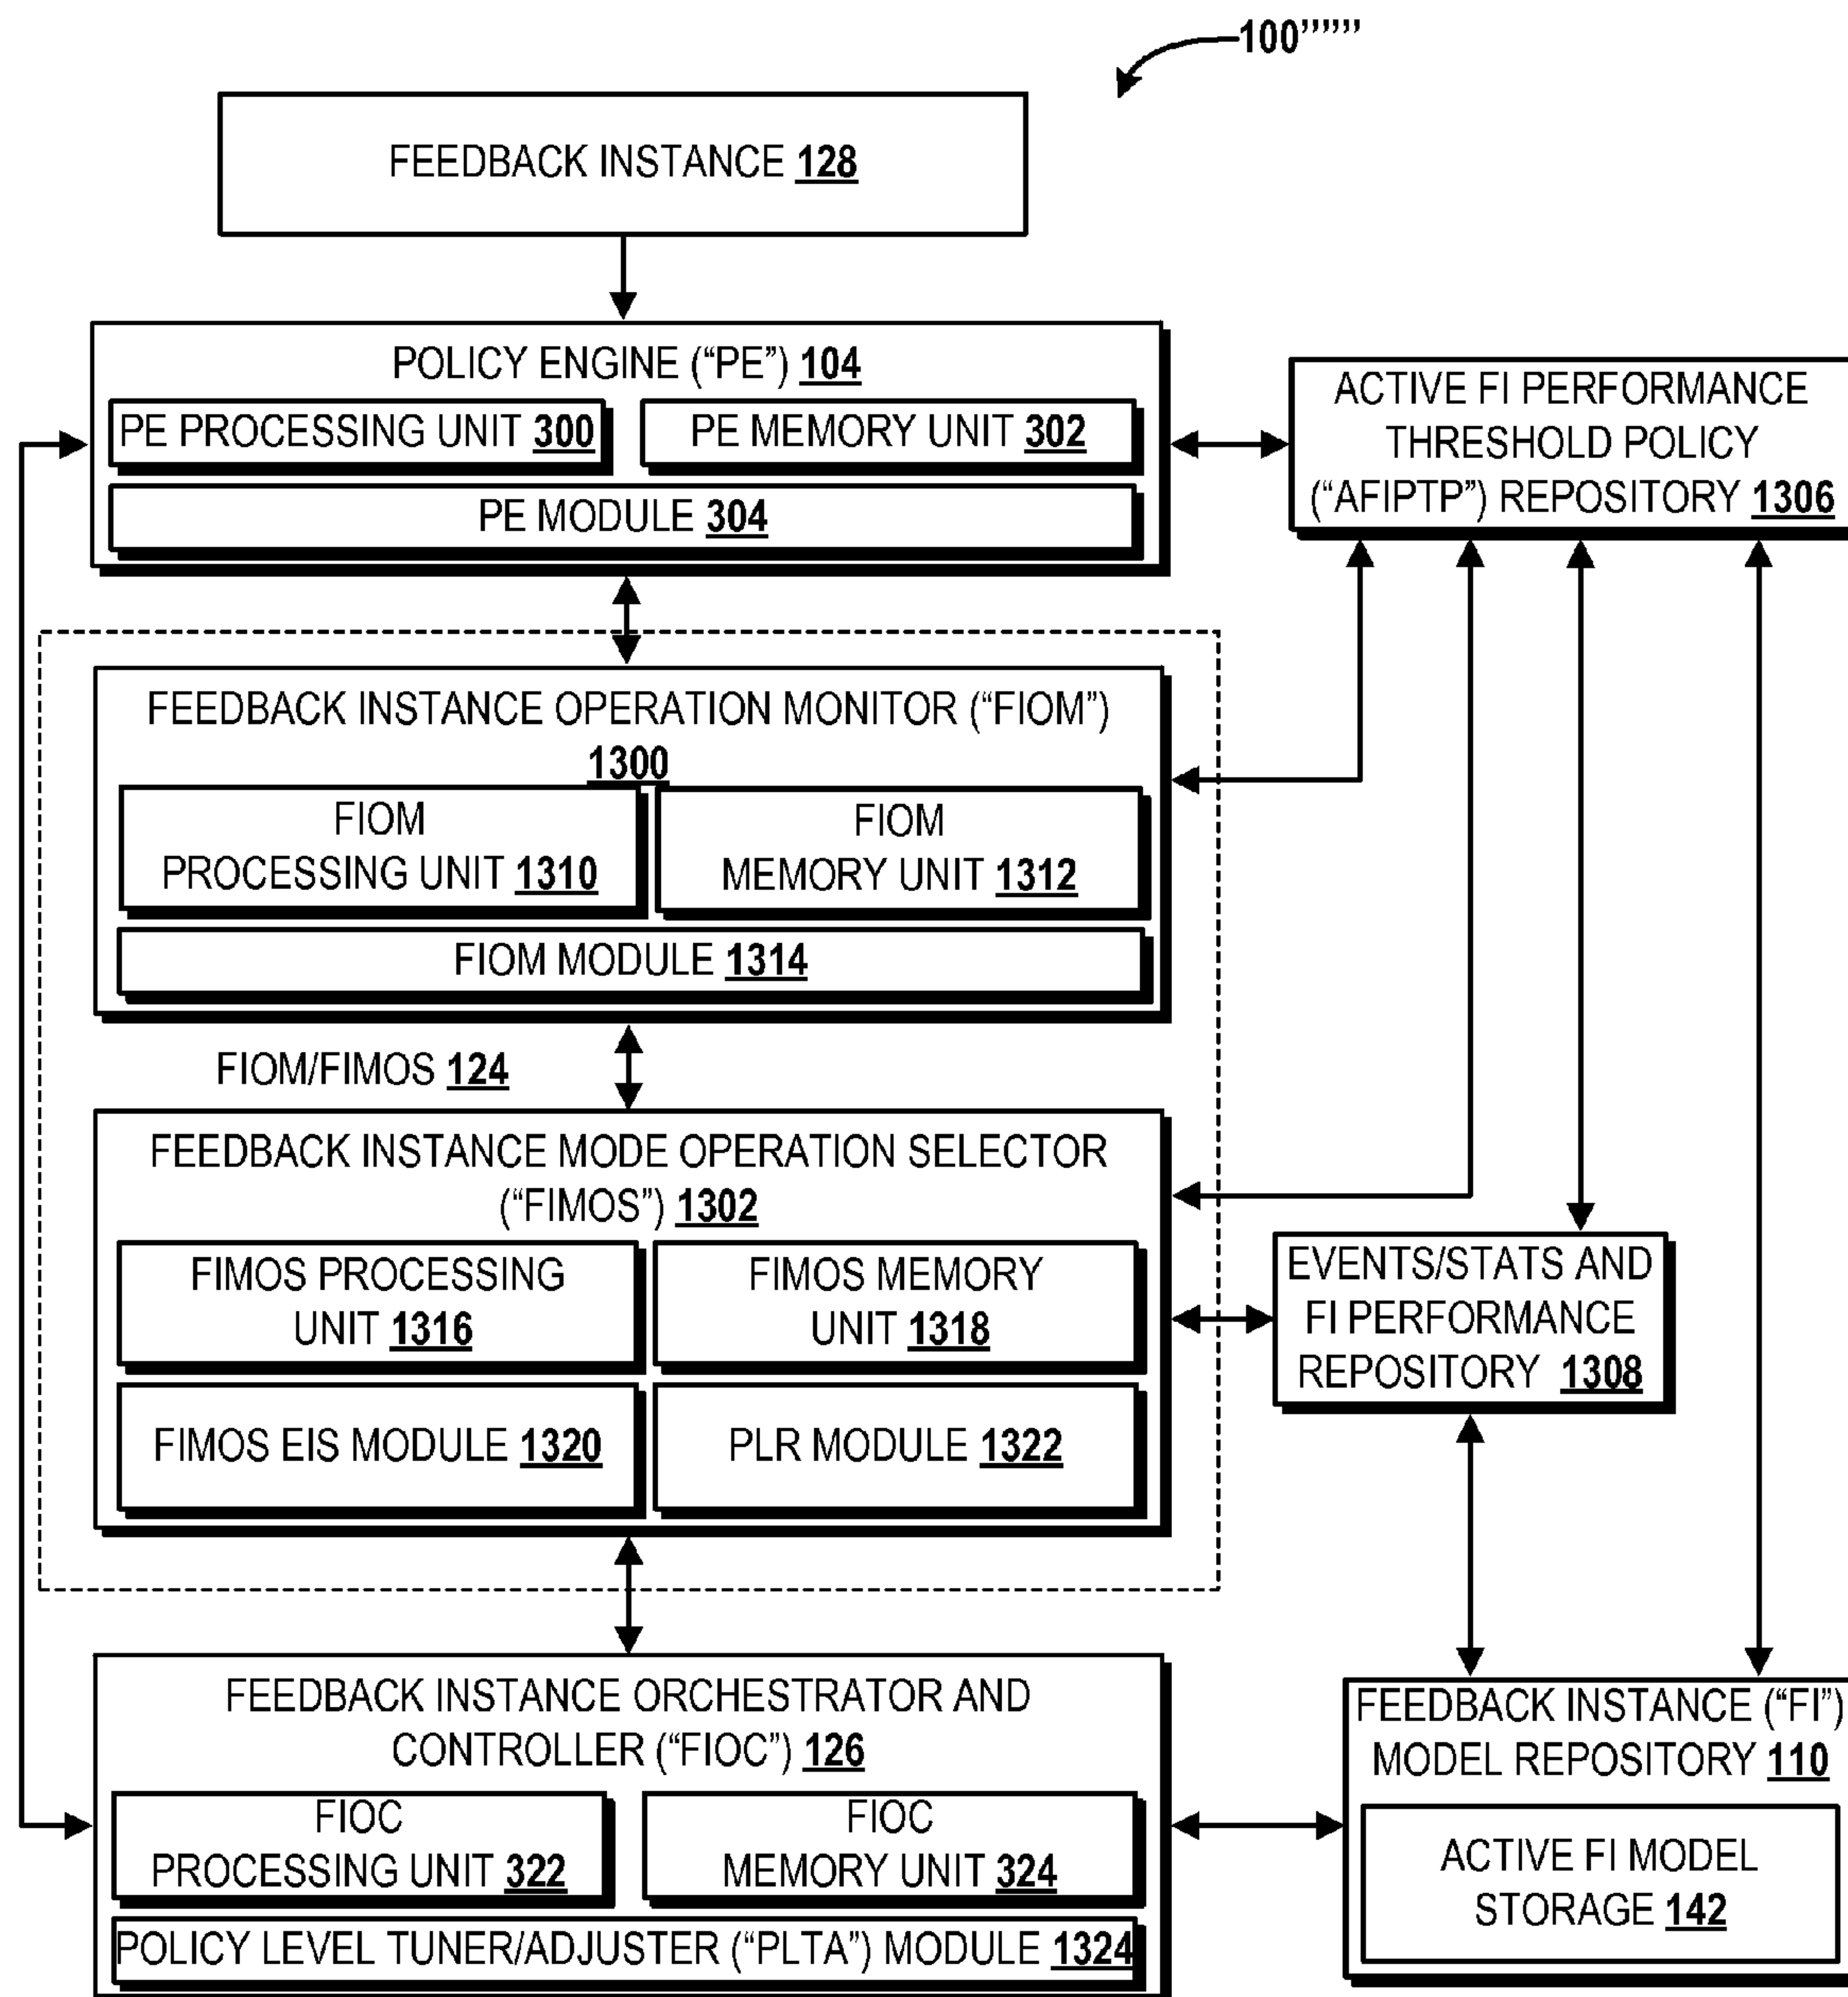 100''''''
FEEDBACK INSTANCE 128
POLICY ENGINE (“PE”) 104
PE PROCESSING UNIT 300
PE MEMORY UNIT 302
PE MODULE 304
ACTIVE FI PERFORMANCE
THRESHOLD POLICY
(“AFIPTP”) REPOSITORY 1306
FEEDBACK INSTANCE OPERATION MONITOR (“FIOM”)
1300
FIOM
PROCESSING UNIT 1310
FIOM
MEMORY UNIT 1312
FIOM MODULE 1314
FIOM/FIMOS 124
FEEDBACK INSTANCE MODE OPERATION SELECTOR
(“FIMOS”) 1302
FIMOS PROCESSING
UNIT 1316
FIMOS MEMORY
UNIT 1318
FIMOS EIS MODULE 1320
PLR MODULE 1322
EVENTS/STATS AND
FI PERFORMANCE
REPOSITORY 1308
FEEDBACK INSTANCE ORCHESTRATOR AND
CONTROLLER (“FIOC”) 126
FIOC
PROCESSING UNIT 322
FIOC
MEMORY UNIT 324
POLICY LEVEL TUNER/ADJUSTER (“PLTA”) MODULE 1324
FEEDBACK INSTANCE (“FI”)
MODEL REPOSITORY 110
ACTIVE FI MODEL
STORAGE 142